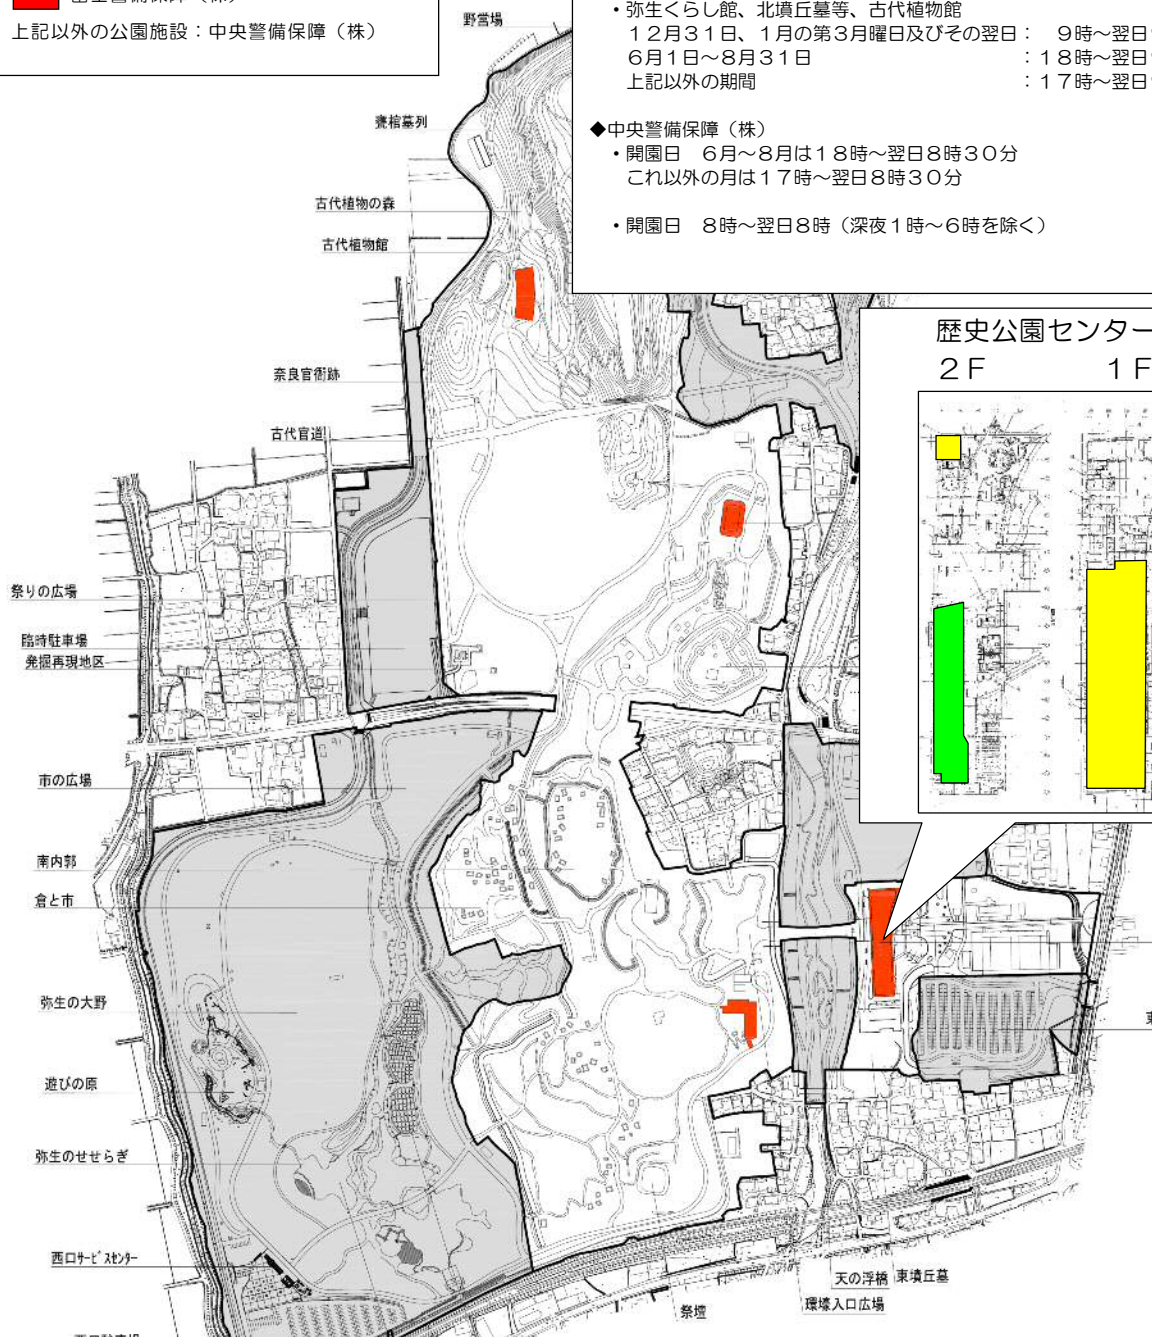 上記以外の公園施設：中央警備保障（株）
・弥生くらし館、北墳丘墓等、古代植物館
１２月３１日、１月の第３月曜日及びその翌日：　９時～翌日
６月１日～８月３１日　：１８時～翌日
上記以外の期間　：１７時～翌日
◆中央警備保障（株）
・開園日　６月～８月は１８時～翌日８時３０分
これ以外の月は１７時～翌日８時３０分
・開園日　８時～翌日８時（深夜１時～６時を除く）
歴史公園センター
２Ｆ　１Ｆ
野営場
甕棺墓列
古代植物の森
古代植物館
奈良官衙跡
古代官道
祭りの広場
臨時駐車場
発掘再現地区
市の広場
南内郭
倉と市
弥生の大野
遊びの原
弥生のせせらぎ
西口ｻｰﾋﾞｽｾﾝﾀｰ
天の浮橋
東墳丘墓
環壕入口広場
祭壇